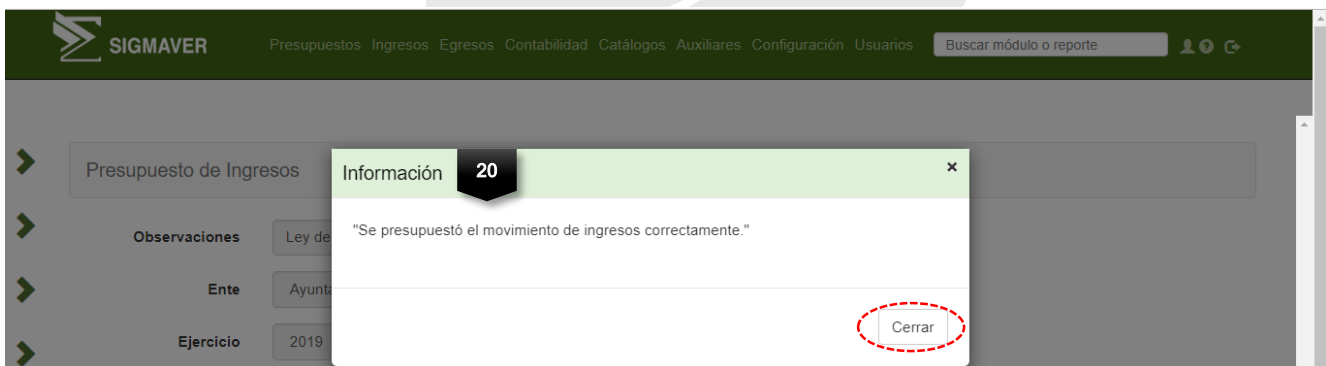 SIGMAVER Presupuestos Ingresos Egresos Contabilidad Catálogos Auxiliares Configuración Usuarios Buscar módulo o reporte
Presupuesto de Ingresos
Información 20 ×
"Se presupuestó el movimiento de ingresos correctamente."
Observaciones Ley de
Ente Ayunta
Ejercicio 2019
Cerrar